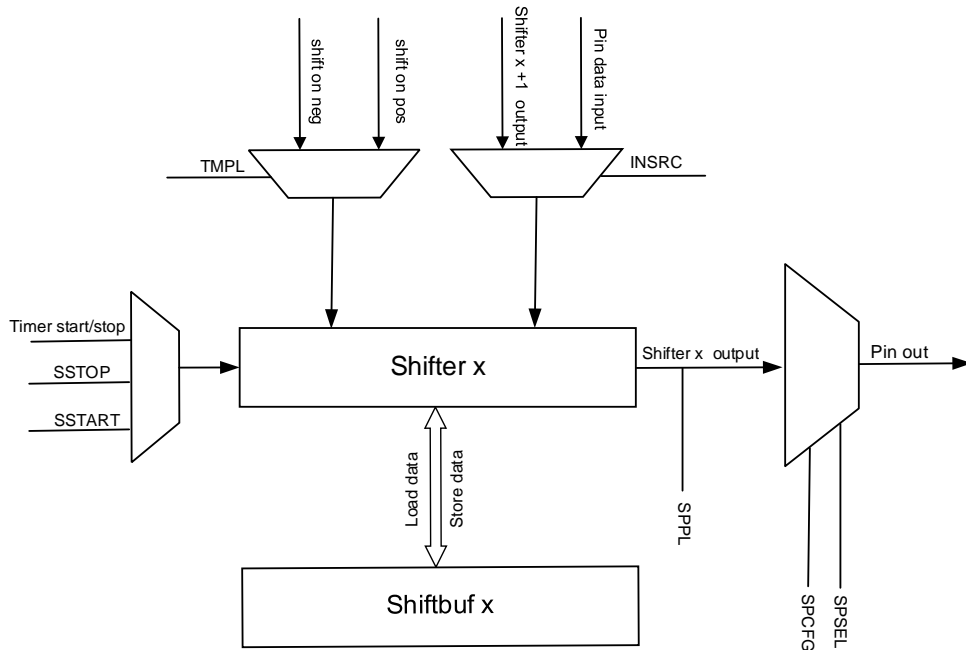 shift on neg
shift on pos
Shifter x +1 output
Pin data input
TMPL
INSRC
Timer start/stop
SSTOP
SSTART
Shifter x
Shifter x output
Pin out
Load data
Store data
SPPL
Shiftbuf x
SPCFG
SPSEL